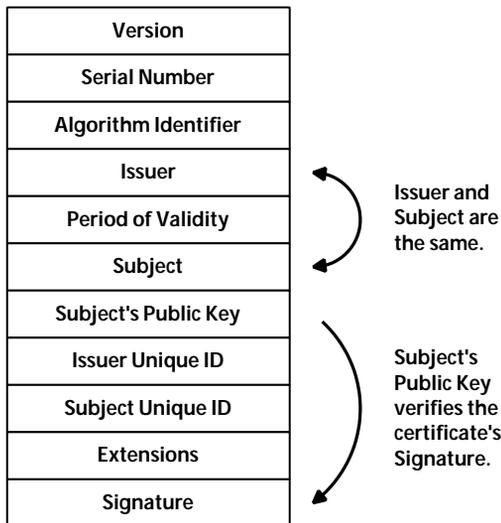 Version
Serial Number
Algorithm Identifier
Issuer
Period of Validity
Subject
Subject's Public Key
Issuer Unique ID
Subject Unique ID
Extensions
Signature
Issuer and
Subject are
the same.
Subject's
Public Key
verifies the
certificate's
Signature.